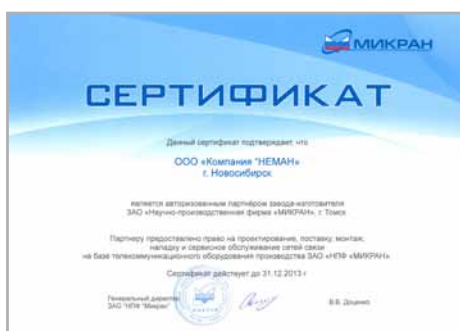 МИКРАН
СЕРТИФИКАТ
Данный сертификат подтверждает, что
ООО «Компания "НЕМАН»
г. Новосибирск
является авторизованным партнёром завода-изготовителя
ЗАО «Научно-производственная фирма «МИКРАН», г. Томск
Партнеру предоставлено право на проектирование, поставку, монтаж,
наладку и сервисное обслуживание сетей связи
на базе телекоммуникационного оборудования производства ЗАО «НПФ «МИКРАН»
Сертификат действует до 31.12.2013 г
Генеральный директор
ЗАО "НПФ "Микран"
В.В. Доценко